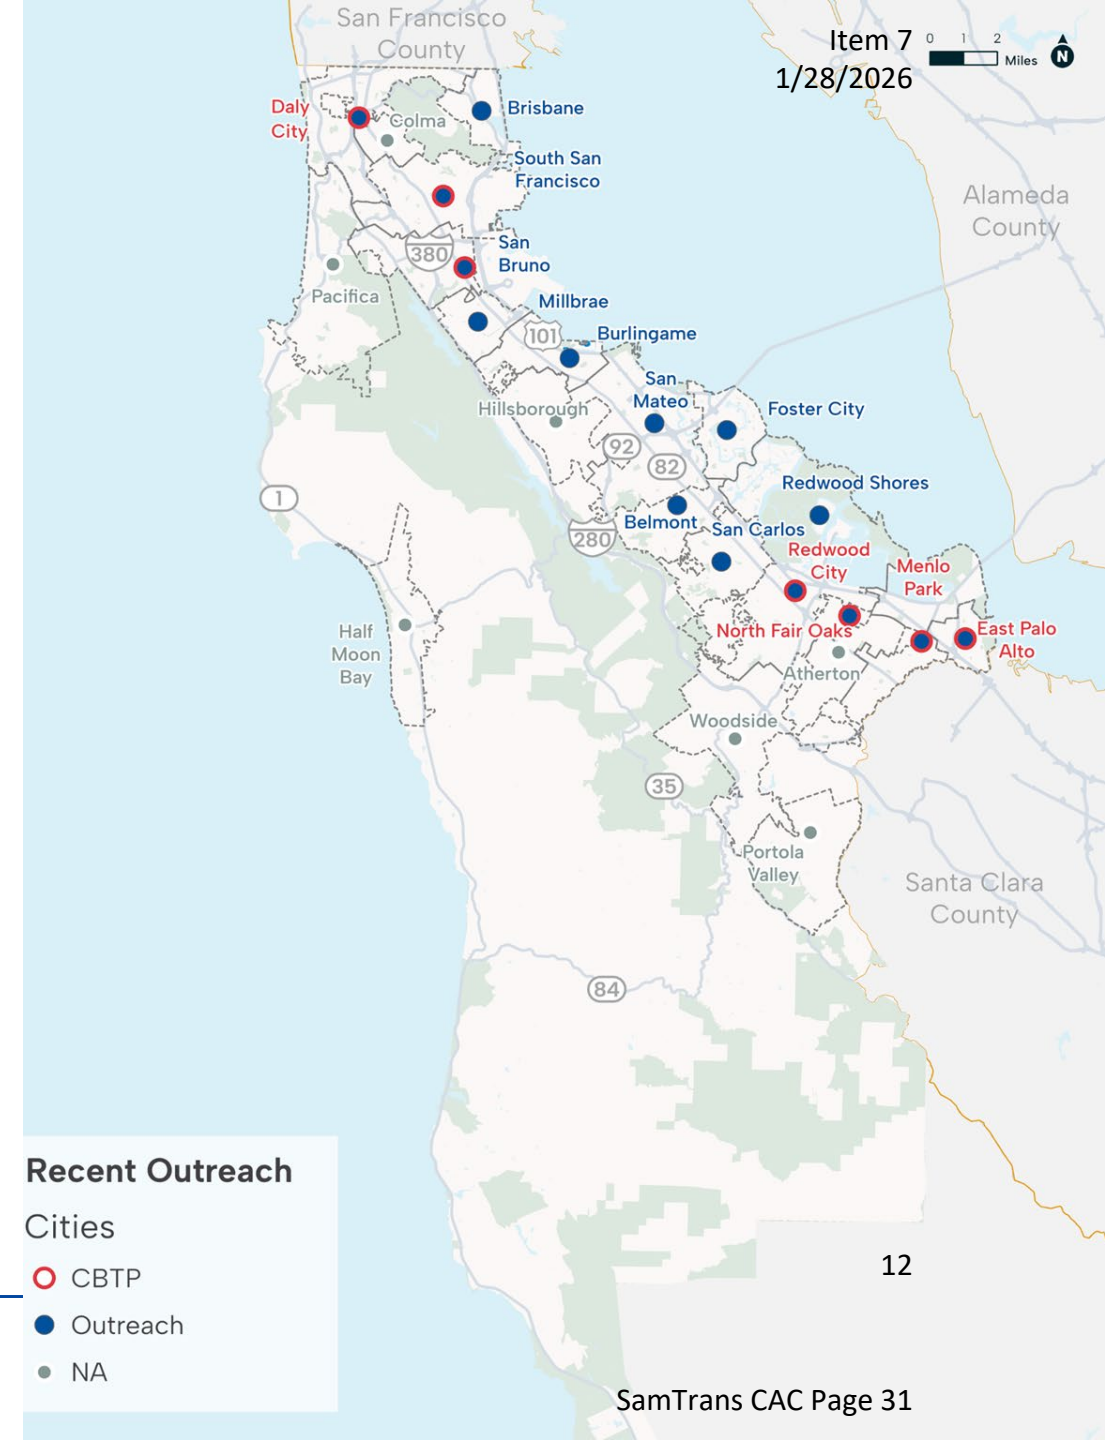 San Francisco
County
Item 7
1/28/2026
0 1 2
Miles
N
Daly
City
Colma
Brisbane
South San
Francisco
Alameda
County
380
San
Bruno
Pacifica
Millbrae
101
Burlingame
San
Mateo
Hillsborough
Foster City
92
82
1
Redwood Shores
Belmont
San Carlos
280
Redwood
City
Menlo
Park
Half
Moon
Bay
North Fair Oaks
East Palo
Alto
Atherton
Woodside
35
Portola
Valley
Santa Clara
County
84
Recent Outreach
Cities
CBTP
Outreach
NA
12
SamTrans CAC Page 31